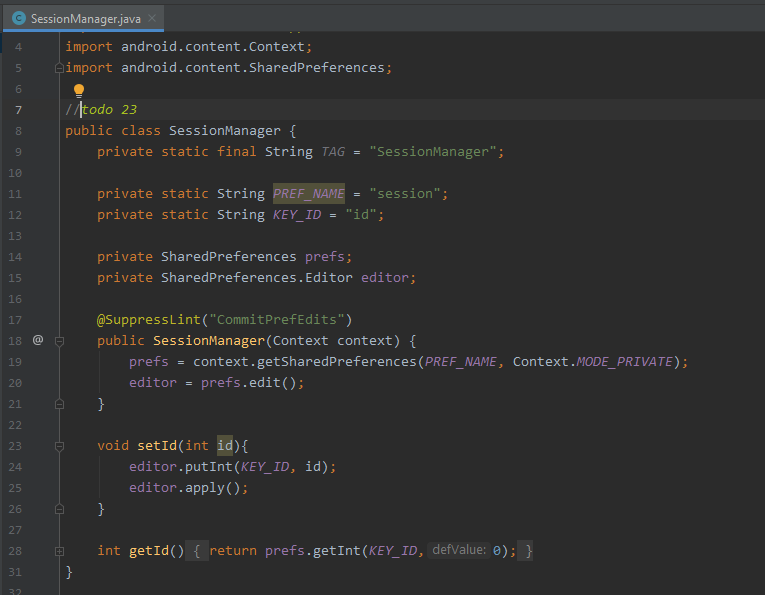 SessionManager.java
4 import android.content.Context;
5 import android.content.SharedPreferences;
6
7 //todo 23
8 public class SessionManager {
9 private static final String TAG = "SessionManager";
10
11 private static String PREF_NAME = "session";
12 private static String KEY_ID = "id";
13
14 private SharedPreferences prefs;
15 private SharedPreferences.Editor editor;
16
17 @SuppressLint("CommitPrefEdits")
18 @ public SessionManager(Context context) {
19 prefs = context.getSharedPreferences(PREF_NAME, Context.MODE_PRIVATE);
20 editor = prefs.edit();
21 }
22
23 void setId(int id){
24 editor.putInt(KEY_ID, id);
25 editor.apply();
26 }
27
28 int getId() { return prefs.getInt(KEY_ID, defValue: 0); }
31 }
32